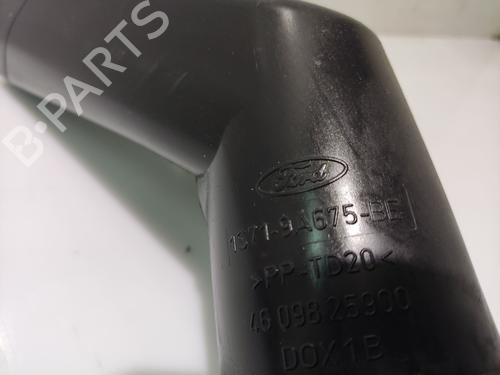 B-PARTS
Ford
1S71-9A675-BE
>PP-TD20<
46 098 25900
DOX1B